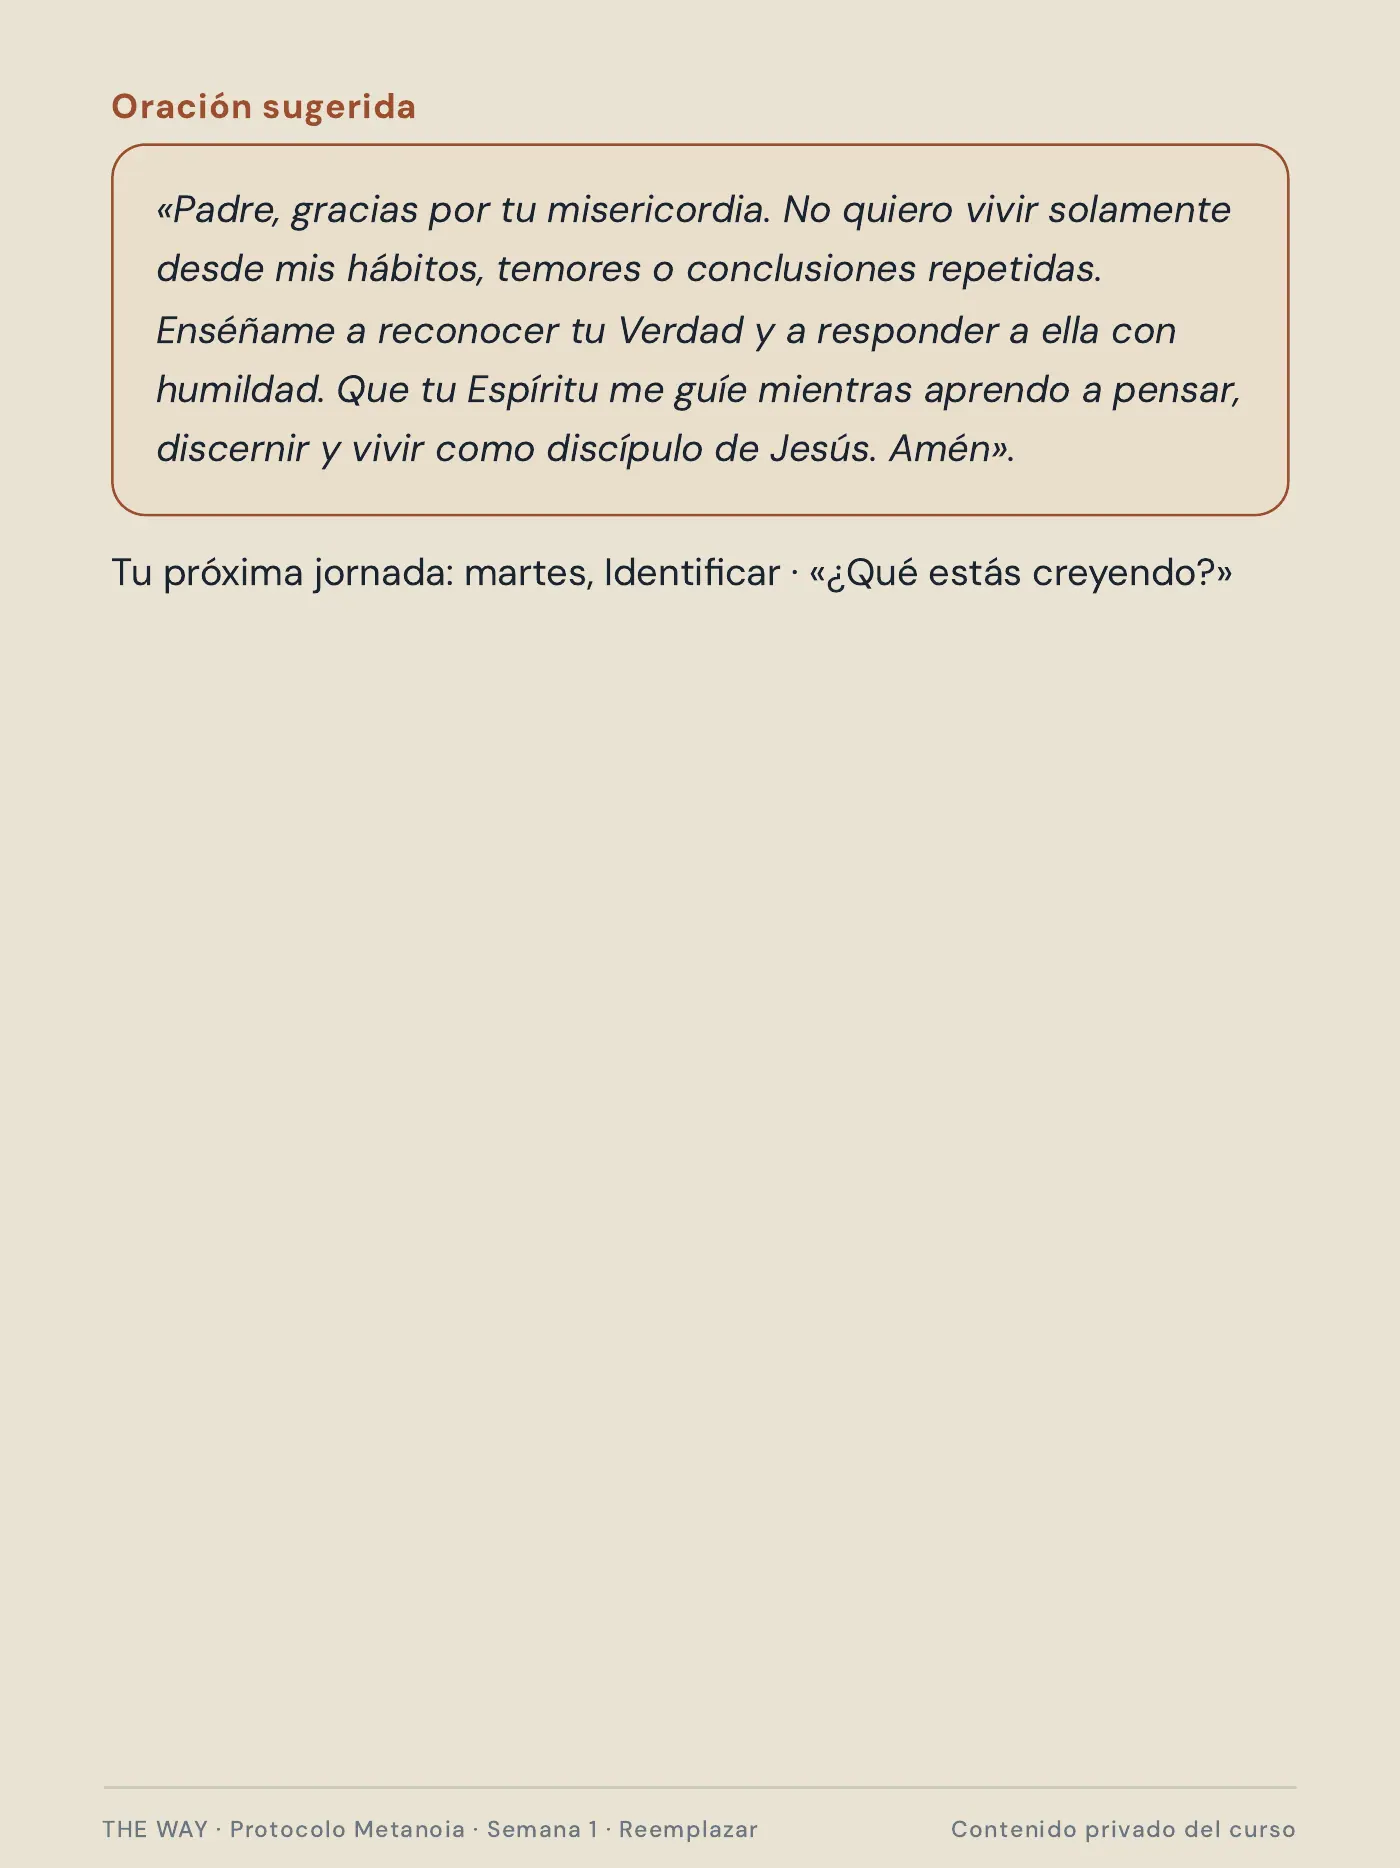 Oración sugerida
«Padre, gracias por tu misericordia. No quiero vivir solamente
desde mis hábitos, temores o conclusiones repetidas.
Enséñame a reconocer tu Verdad y a responder a ella con
humildad. Que tu Espíritu me guíe mientras aprendo a pensar,
discernir y vivir como discípulo de Jesús. Amén».
Tu próxima jornada: martes, Identificar · «¿Qué estás creyendo?»
THE WAY · Protocolo Metanoia · Semana 1 · Reemplazar
Contenido privado del curso